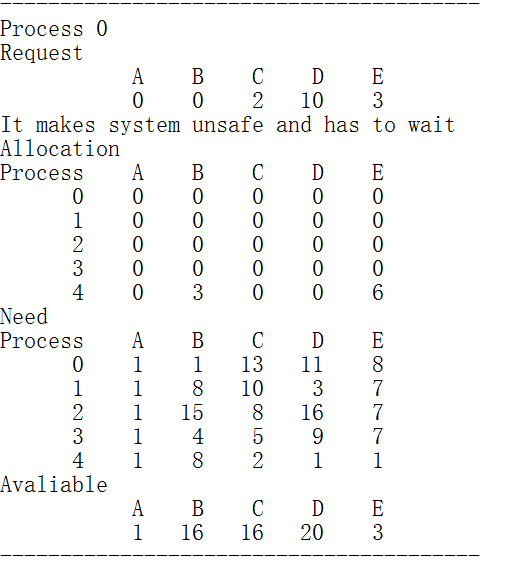 ----------------------------------------
Process 0
Request
           A    B    C    D    E
           0    0    2   10    3
It makes system unsafe and has to wait
Allocation
Process    A    B    C    D    E
      0    0    0    0    0    0
      1    0    0    0    0    0
      2    0    0    0    0    0
      3    0    0    0    0    0
      4    0    3    0    0    6
Need
Process    A    B    C    D    E
      0    1    1   13   11    8
      1    1    8   10    3    7
      2    1   15    8   16    7
      3    1    4    5    9    7
      4    1    8    2    1    1
Avaliable
           A    B    C    D    E
           1   16   16   20    3
----------------------------------------